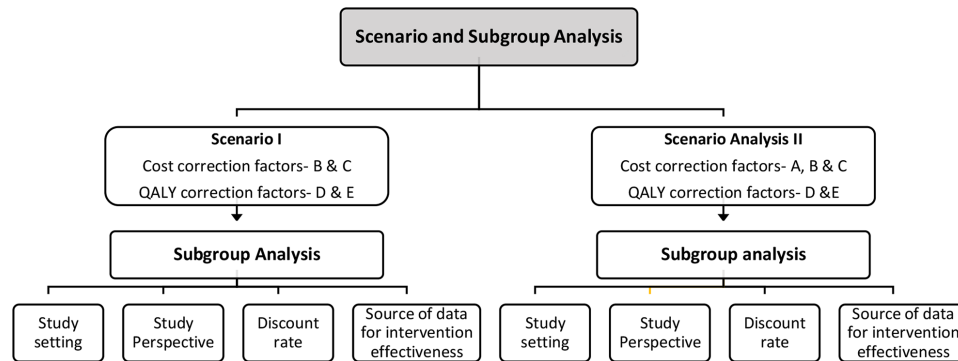 Scenario and Subgroup Analysis
Scenario I
Cost correction factors- B & C
QALY correction factors- D & E
Scenario Analysis II
Cost correction factors- A, B & C
QALY correction factors- D &E
Subgroup Analysis
Subgroup analysis
Study
setting
Study
Perspective
Discount
rate
Source of data
for intervention
effectiveness
Study
setting
Study
Perspective
Discount
rate
Source of data
for intervention
effectiveness